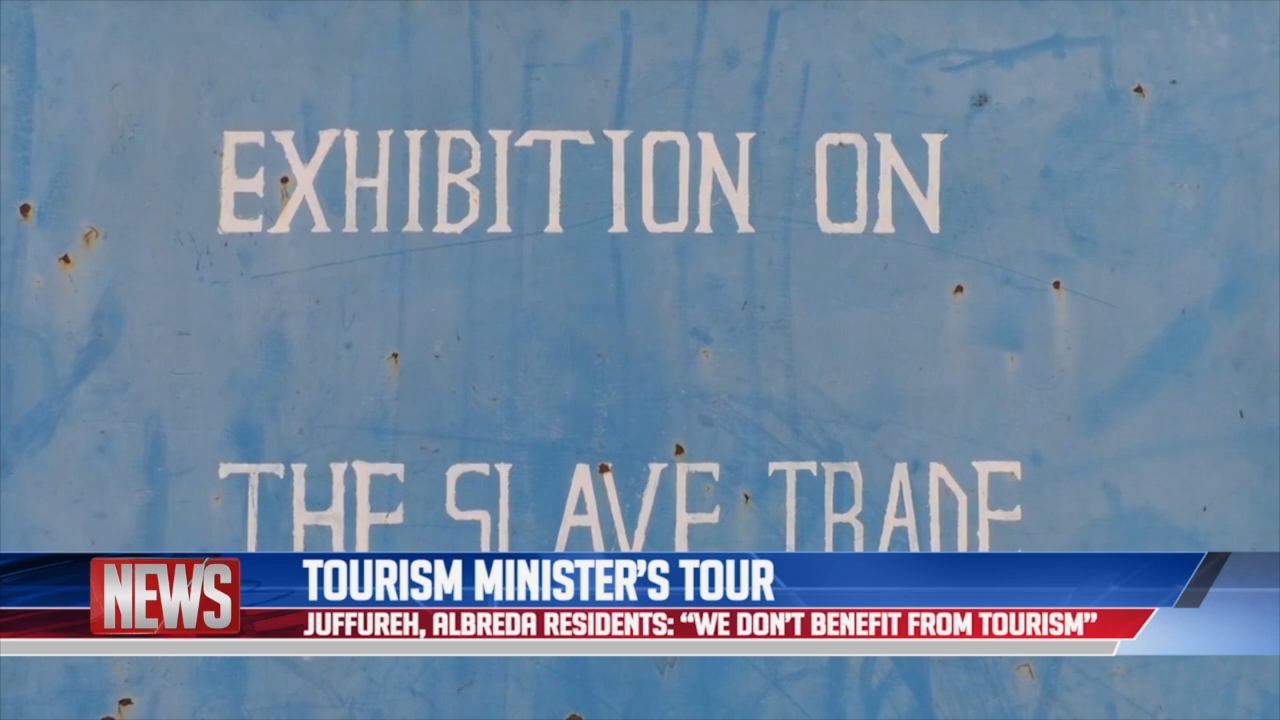 EXHIBITION ON
THE SLAVE TRADE
NEWS
TOURISM MINISTER'S TOUR
JUFFUREH, ALBREDA RESIDENTS: “WE DON'T BENEFIT FROM TOURISM”